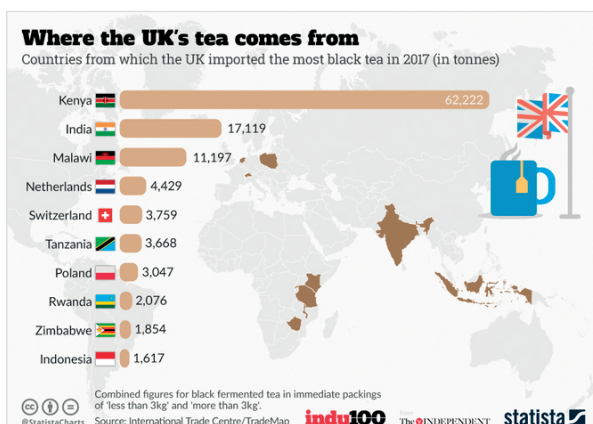 Where the UK's tea comes from
Countries from which the UK imported the most black tea in 2017 (in tonnes)
Kenya 62,222
India 17,119
Malawi 11,197
Netherlands 4,429
Switzerland 3,759
Tanzania 3,668
Poland 3,047
Rwanda 2,076
Zimbabwe 1,854
Indonesia 1,617
Combined figures for black fermented tea in immediate packings
of 'less than 3kg' and 'more than 3kg'.
@StatistaCharts Source: International Trade Centre/TradeMap
indy100 from The INDEPENDENT statista